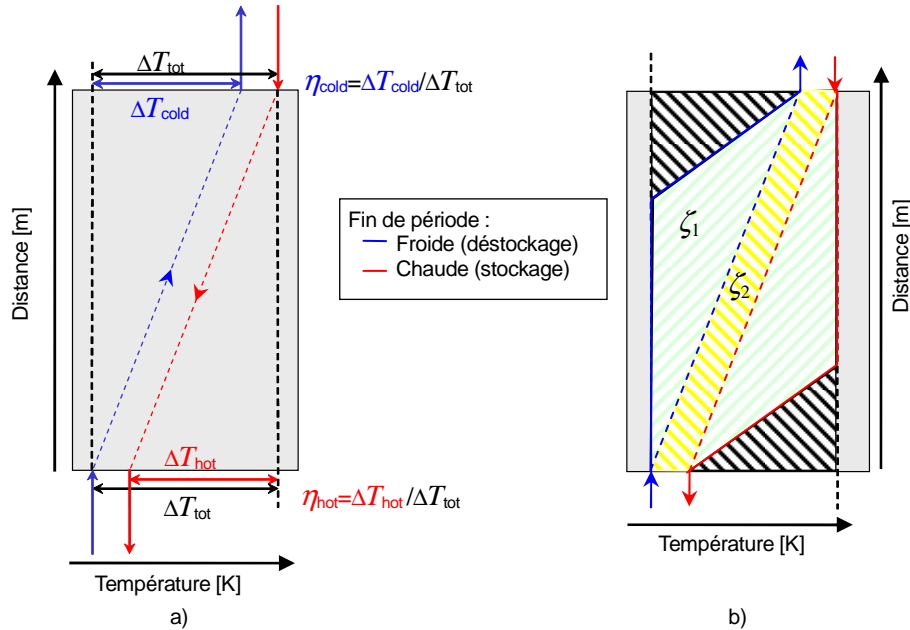 ΔTtot
ΔTcold
ηcold=ΔTcold/ΔTtot
Distance [m]
Fin de période :
Froide (déstockage)
Chaude (stockage)
ΔThot
ΔTtot
ηhot=ΔThot/ΔTtot
Température [K]
a)
ζ1
ζ2
Distance [m]
Température [K]
b)